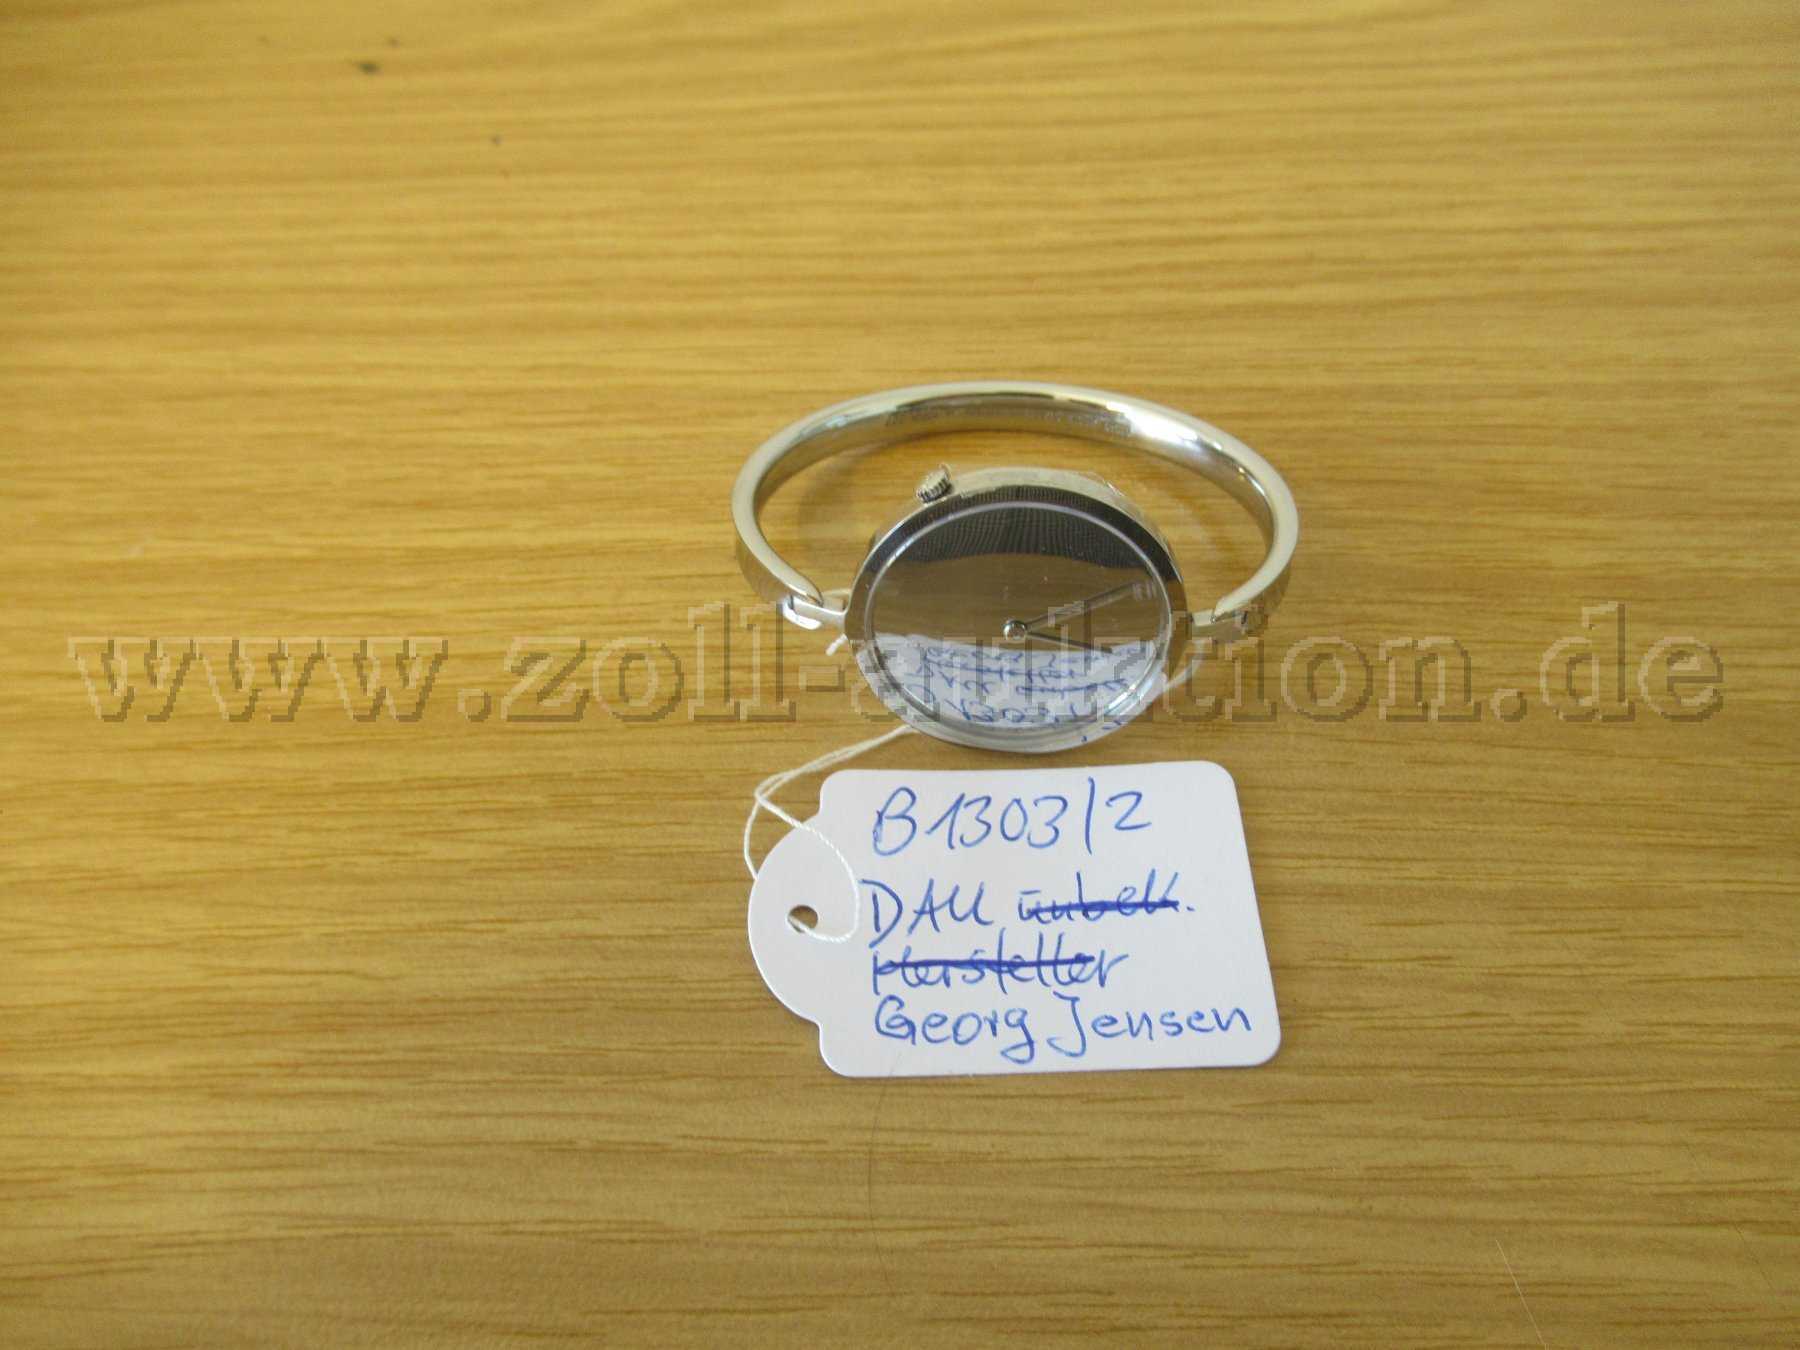 www.zoll-auktion.de
B1303/2
DAU unbek.
Hersteller
Georg Jensen